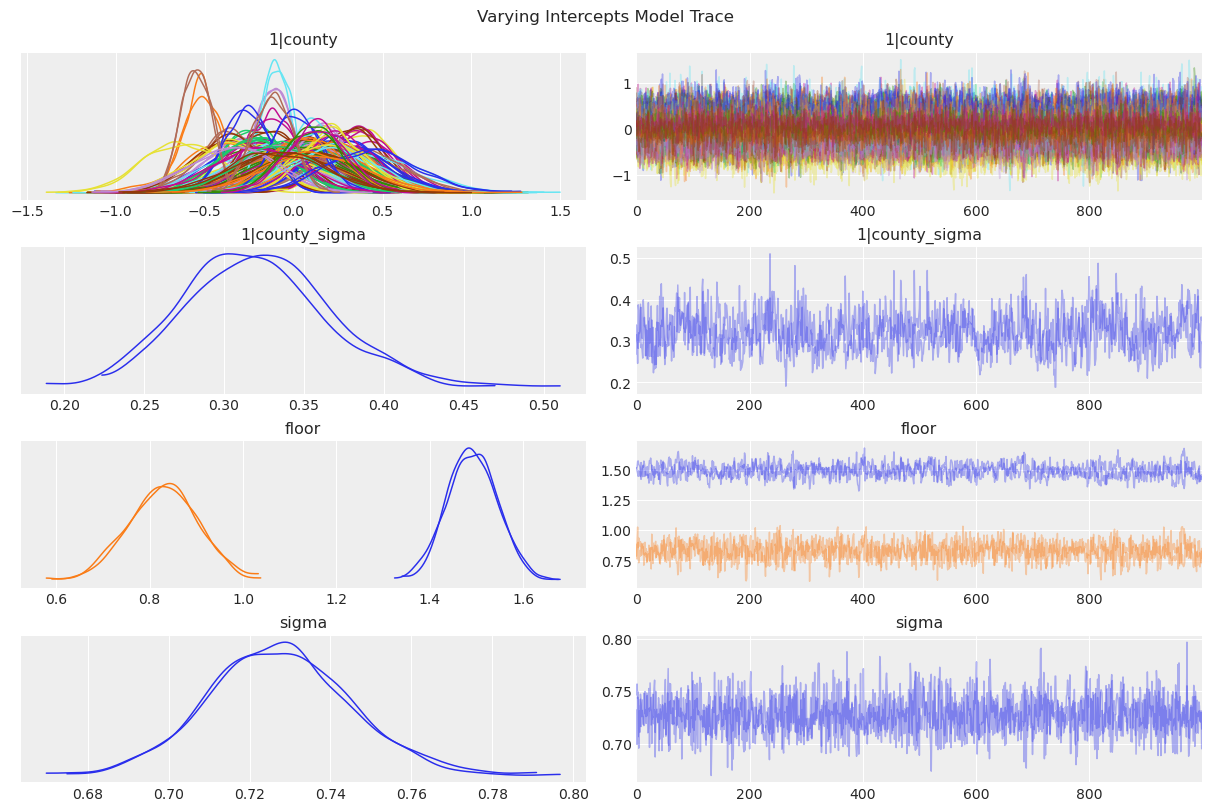 Varying Intercepts Model Trace
1|county
1|county
−1.5 −1.0 −0.5 0.0 0.5 1.0 1.5
1
0
−1
0 200 400 600 800
1|county_sigma
1|county_sigma
0.20 0.25 0.30 0.35 0.40 0.45 0.50
0.5
0.4
0.3
0.2
0 200 400 600 800
floor
floor
0.6 0.8 1.0 1.2 1.4 1.6
1.50
1.25
1.00
0.75
0 200 400 600 800
sigma
sigma
0.68 0.70 0.72 0.74 0.76 0.78 0.80
0.80
0.75
0.70
0 200 400 600 800